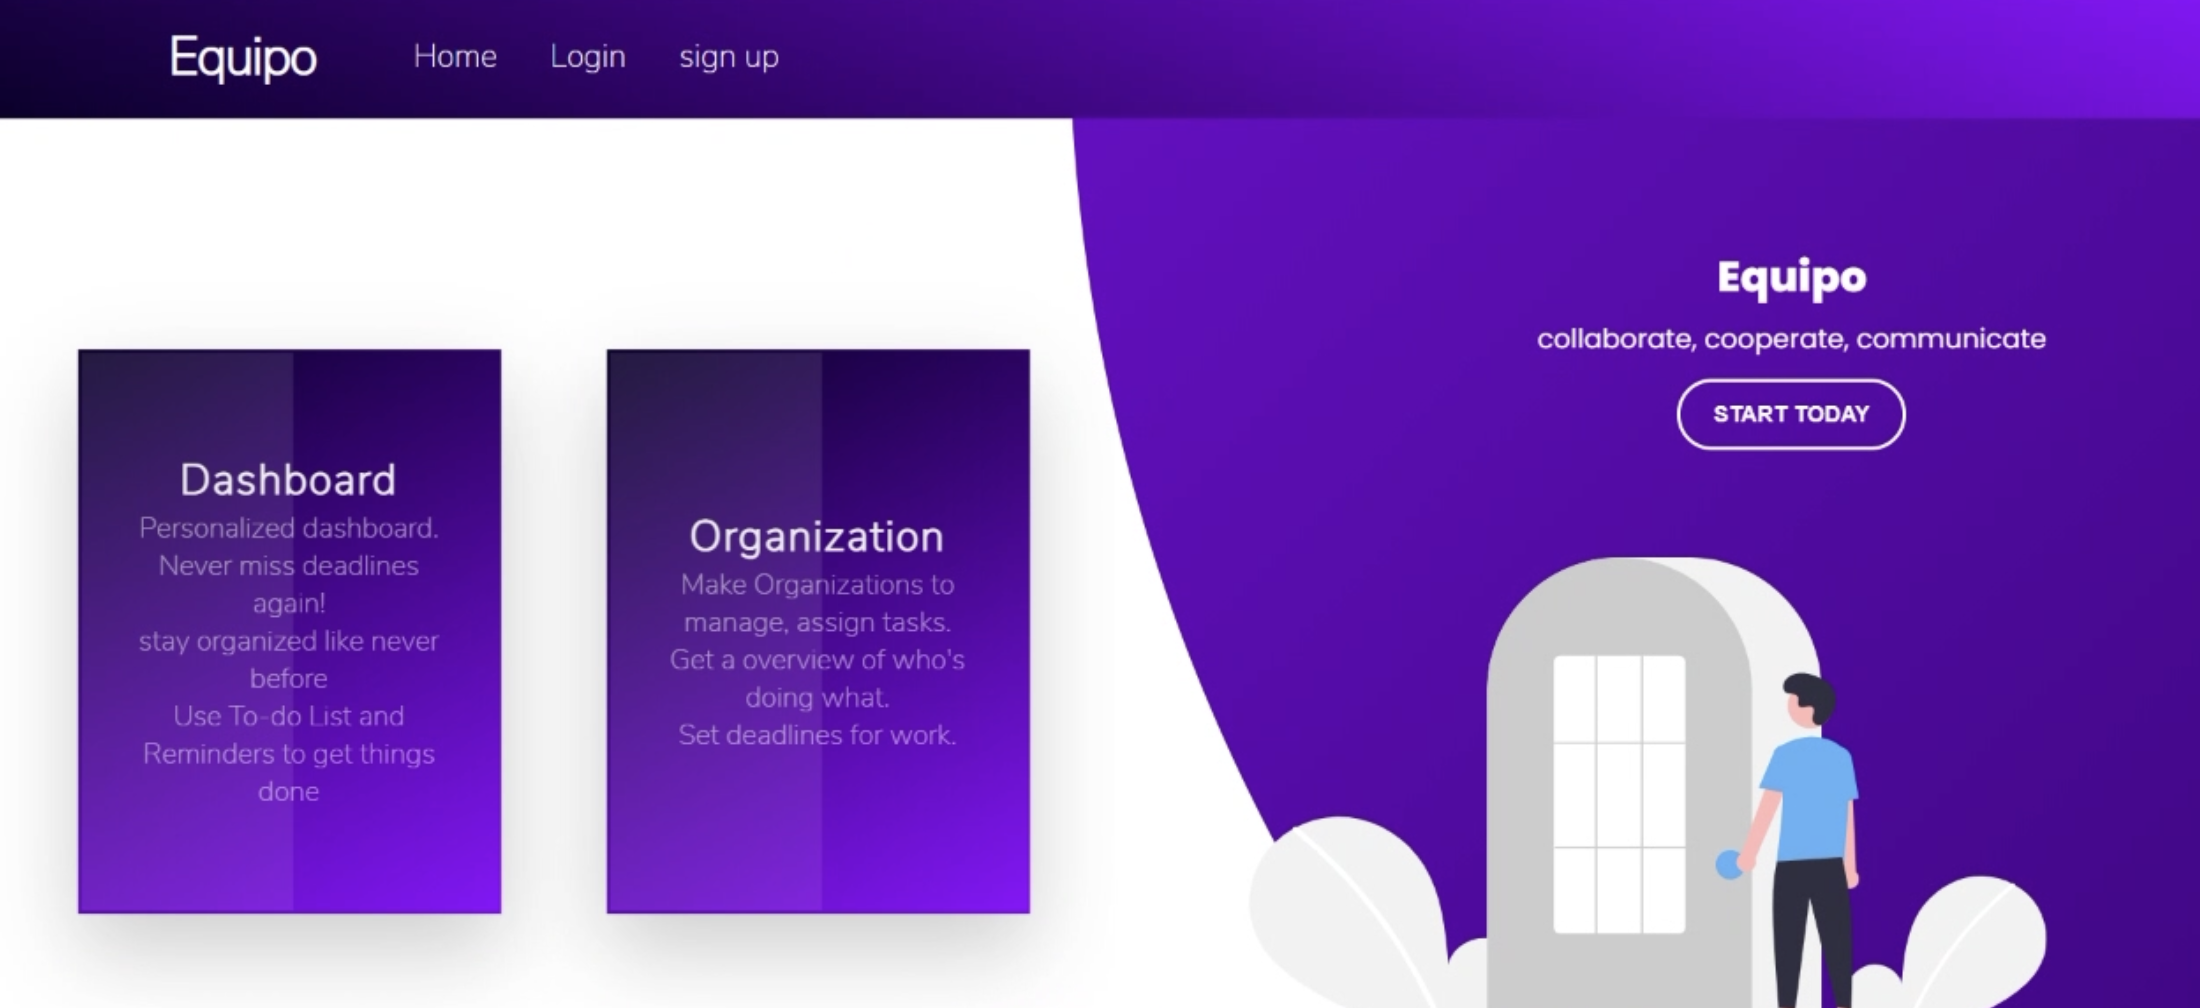 Equipo
Home
Login
sign up
Dashboard
Personalized dashboard.
Never miss deadlines
again!
stay organized like never
before
Use To-do List and
Reminders to get things
done
Organization
Make Organizations to
manage, assign tasks.
Get a overview of who's
doing what.
Set deadlines for work.
Equipo
collaborate, cooperate, communicate
START TODAY